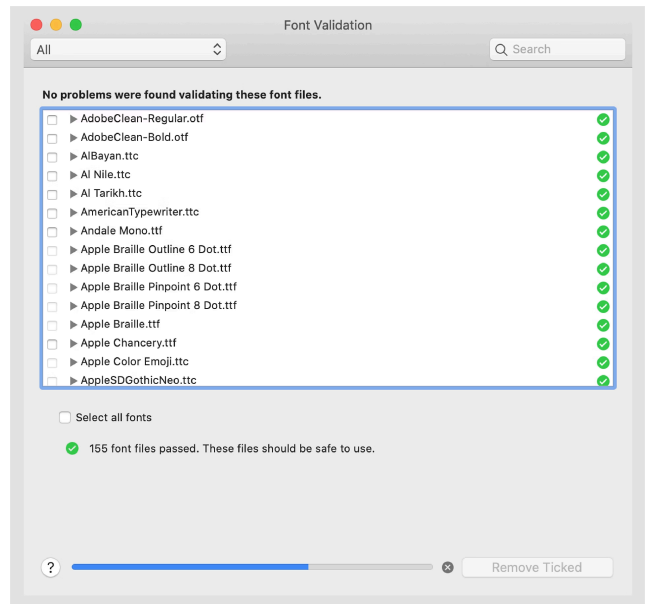 Font Validation
All
Search
No problems were found validating these font files.
AdobeClean-Regular.otf
AdobeClean-Bold.otf
AlBayan.ttc
Al Nile.ttc
Al Tarikh.ttc
AmericanTypewriter.ttc
Andale Mono.ttf
Apple Braille Outline 6 Dot.ttf
Apple Braille Outline 8 Dot.ttf
Apple Braille Pinpoint 6 Dot.ttf
Apple Braille Pinpoint 8 Dot.ttf
Apple Braille.ttf
Apple Chancery.ttf
Apple Color Emoji.ttc
AppleSDGothicNeo.ttc
Select all fonts
155 font files passed. These files should be safe to use.
?
Remove Ticked